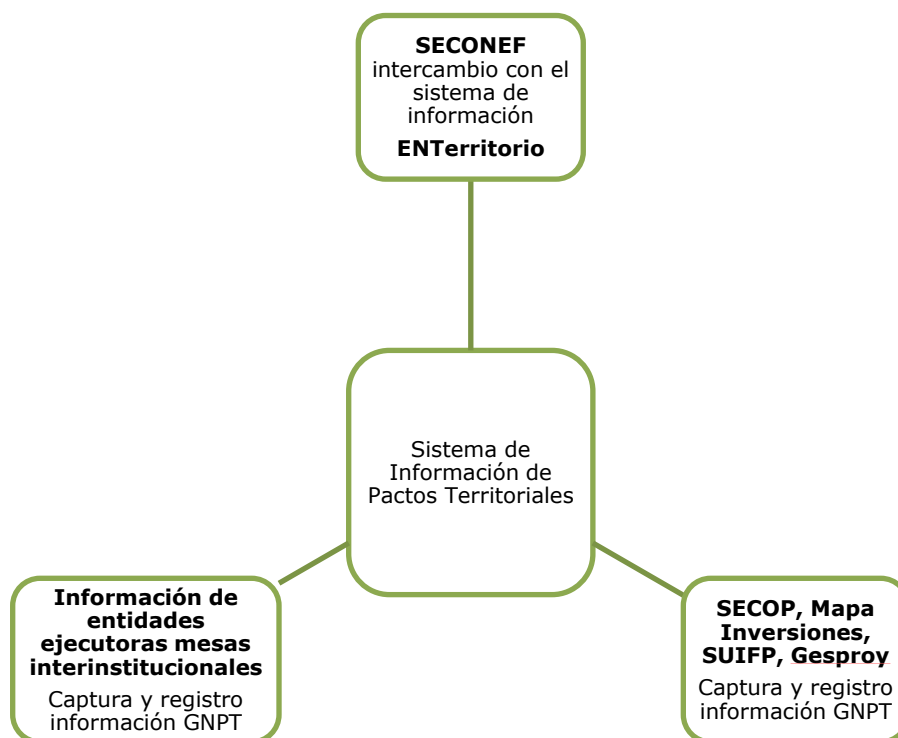 SECONEF
intercambio con el
sistema de
información
ENTerritorio
Sistema de
Información de
Pactos Territoriales
Información de
entidades
ejecutoras mesas
interinstitucionales
Captura y registro
información GNPT
SECOP, Mapa
Inversiones,
SUIFP, Gesproy
Captura y registro
información GNPT